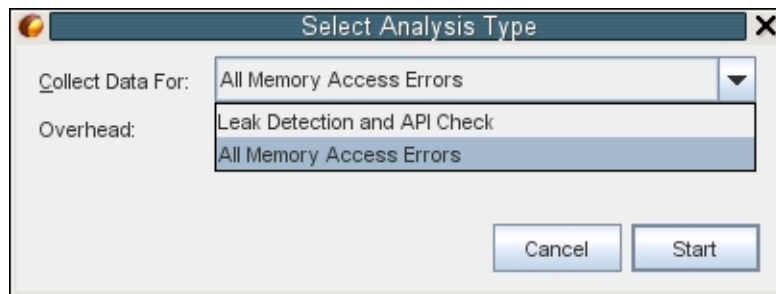 Select Analysis Type
Collect Data For: All Memory Access Errors
Overhead: Leak Detection and API Check
All Memory Access Errors
Cancel Start